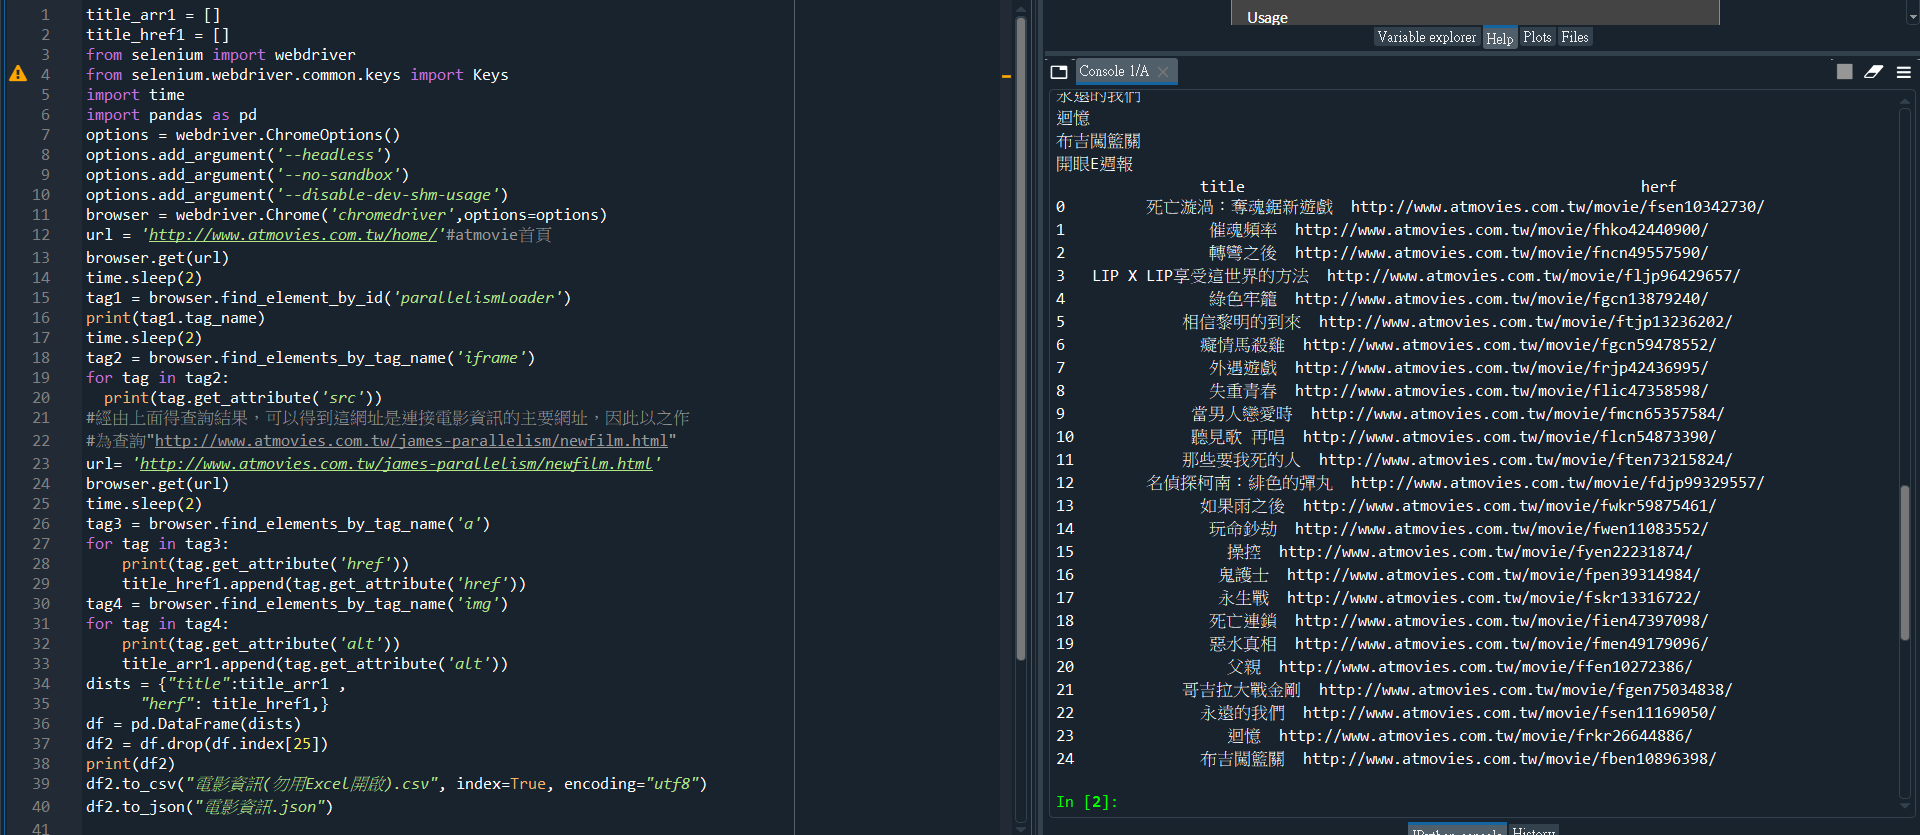 1 title_arr1 = []
2 title_href1 = []
3 from selenium import webdriver
4 from selenium.webdriver.common.keys import Keys
5 import time
6 import pandas as pd
7 options = webdriver.ChromeOptions()
8 options.add_argument('--headless')
9 options.add_argument('--no-sandbox')
10 options.add_argument('--disable-dev-shm-usage')
11 browser = webdriver.Chrome('chromedriver',options=options)
12 url = 'http://www.atmovies.com.tw/home/'#atmovie首頁
13 browser.get(url)
14 time.sleep(2)
15 tag1 = browser.find_element_by_id('parallelismLoader')
16 print(tag1.tag_name)
17 time.sleep(2)
18 tag2 = browser.find_elements_by_tag_name('iframe')
19 for tag in tag2:
20   print(tag.get_attribute('src'))
21 #經由上面得查詢結果，可以得到這網址是連接電影資訊的主要網址，因此以之作
22 #為查詢"http://www.atmovies.com.tw/james-parallelism/newfilm.html"
23 url= 'http://www.atmovies.com.tw/james-parallelism/newfilm.html'
24 browser.get(url)
25 time.sleep(2)
26 tag3 = browser.find_elements_by_tag_name('a')
27 for tag in tag3:
28     print(tag.get_attribute('href'))
29     title_href1.append(tag.get_attribute('href'))
30 tag4 = browser.find_elements_by_tag_name('img')
31 for tag in tag4:
32     print(tag.get_attribute('alt'))
33     title_arr1.append(tag.get_attribute('alt'))
34 dists = {"title":title_arr1 ,
35       "herf": title_href1,}
36 df = pd.DataFrame(dists)
37 df2 = df.drop(df.index[25])
38 print(df2)
39 df2.to_csv("電影資訊(勿用Excel開啟).csv", index=True, encoding="utf8")
40 df2.to_json("電影資訊.json")
41
Usage
Variable explorer Help Plots Files
Console 1/A
永遠的我們
迴憶
布吉闖籃關
開眼E週報
title herf
0 死亡漩渦：奪魂鋸新遊戲 http://www.atmovies.com.tw/movie/fsen10342730/
1 催魂頻率 http://www.atmovies.com.tw/movie/fhko42440900/
2 轉彎之後 http://www.atmovies.com.tw/movie/fncn49557590/
3 LIP X LIP享受這世界的方法 http://www.atmovies.com.tw/movie/fljp96429657/
4 綠色牢籠 http://www.atmovies.com.tw/movie/fgcn13879240/
5 相信黎明的到來 http://www.atmovies.com.tw/movie/ftjp13236202/
6 癡情馬殺雞 http://www.atmovies.com.tw/movie/fgcn59478552/
7 外遇遊戲 http://www.atmovies.com.tw/movie/frjp42436995/
8 失重青春 http://www.atmovies.com.tw/movie/flic47358598/
9 當男人戀愛時 http://www.atmovies.com.tw/movie/fmcn65357584/
10 聽見歌 再唱 http://www.atmovies.com.tw/movie/flcn54873390/
11 那些要我死的人 http://www.atmovies.com.tw/movie/ften73215824/
12 名偵探柯南：緋色的彈丸 http://www.atmovies.com.tw/movie/fdjp99329557/
13 如果雨之後 http://www.atmovies.com.tw/movie/fwkr59875461/
14 玩命鈔劫 http://www.atmovies.com.tw/movie/fwen11083552/
15 操控 http://www.atmovies.com.tw/movie/fyen22231874/
16 鬼護士 http://www.atmovies.com.tw/movie/fpen39314984/
17 永生戰 http://www.atmovies.com.tw/movie/fskr13316722/
18 死亡連鎖 http://www.atmovies.com.tw/movie/fien47397098/
19 惡水真相 http://www.atmovies.com.tw/movie/fmen49179096/
20 父親 http://www.atmovies.com.tw/movie/ffen10272386/
21 哥吉拉大戰金剛 http://www.atmovies.com.tw/movie/fgen75034838/
22 永遠的我們 http://www.atmovies.com.tw/movie/fsen11169050/
23 迴憶 http://www.atmovies.com.tw/movie/frkr26644886/
24 布吉闖籃關 http://www.atmovies.com.tw/movie/fben10896398/
In [2]:
IPython console History